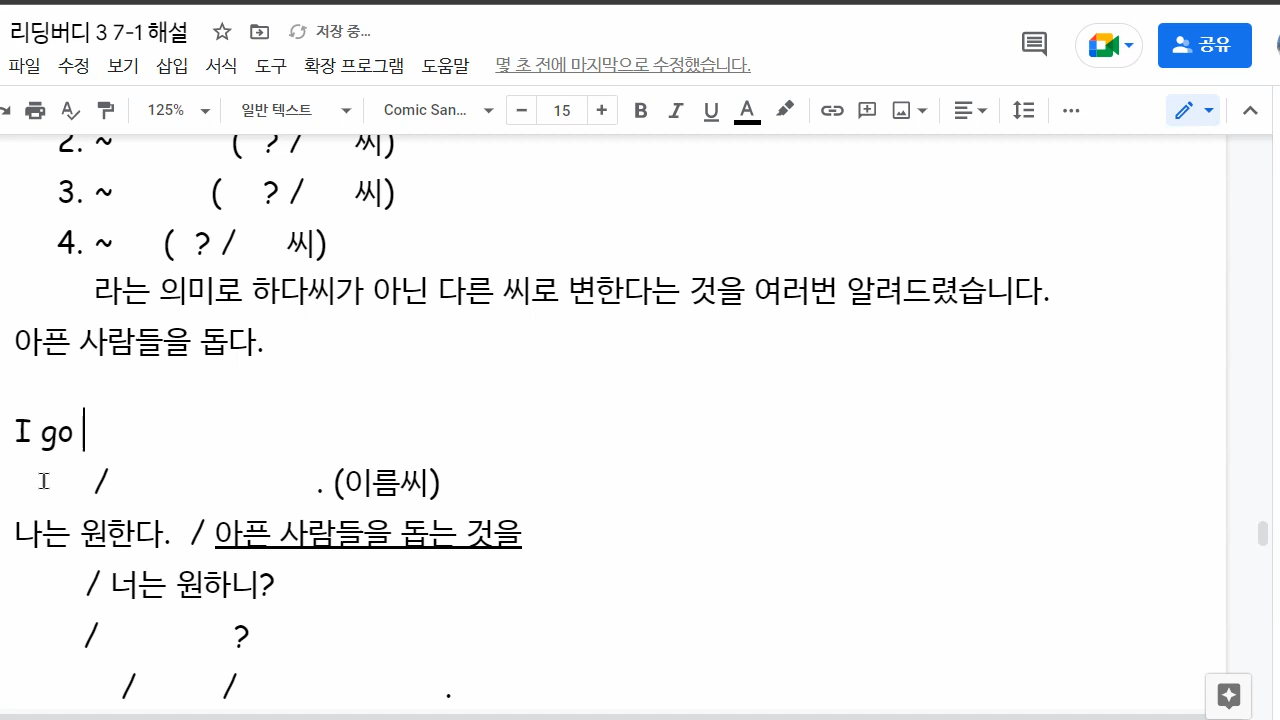 리딩버디 3 7-1 해설
저장 중...
파일 수정 보기 삽입 서식 도구 확장 프로그램 도움말 몇 초 전에 마지막으로 수정했습니다.
공유
125% 일반 텍스트 Comic San... − 15 + B I U A
2. ~ ( ? / 씨)
3. ~ ( ? / 씨)
4. ~ ( ? / 씨)
라는 의미로 하다씨가 아닌 다른 씨로 변한다는 것을 여러번 알려드렸습니다.
아픈 사람들을 돕다.
I go
/ . (이름씨)
나는 원한다. / 아픈 사람들을 돕는 것을
/ 너는 원하니?
/ ?
/ / .